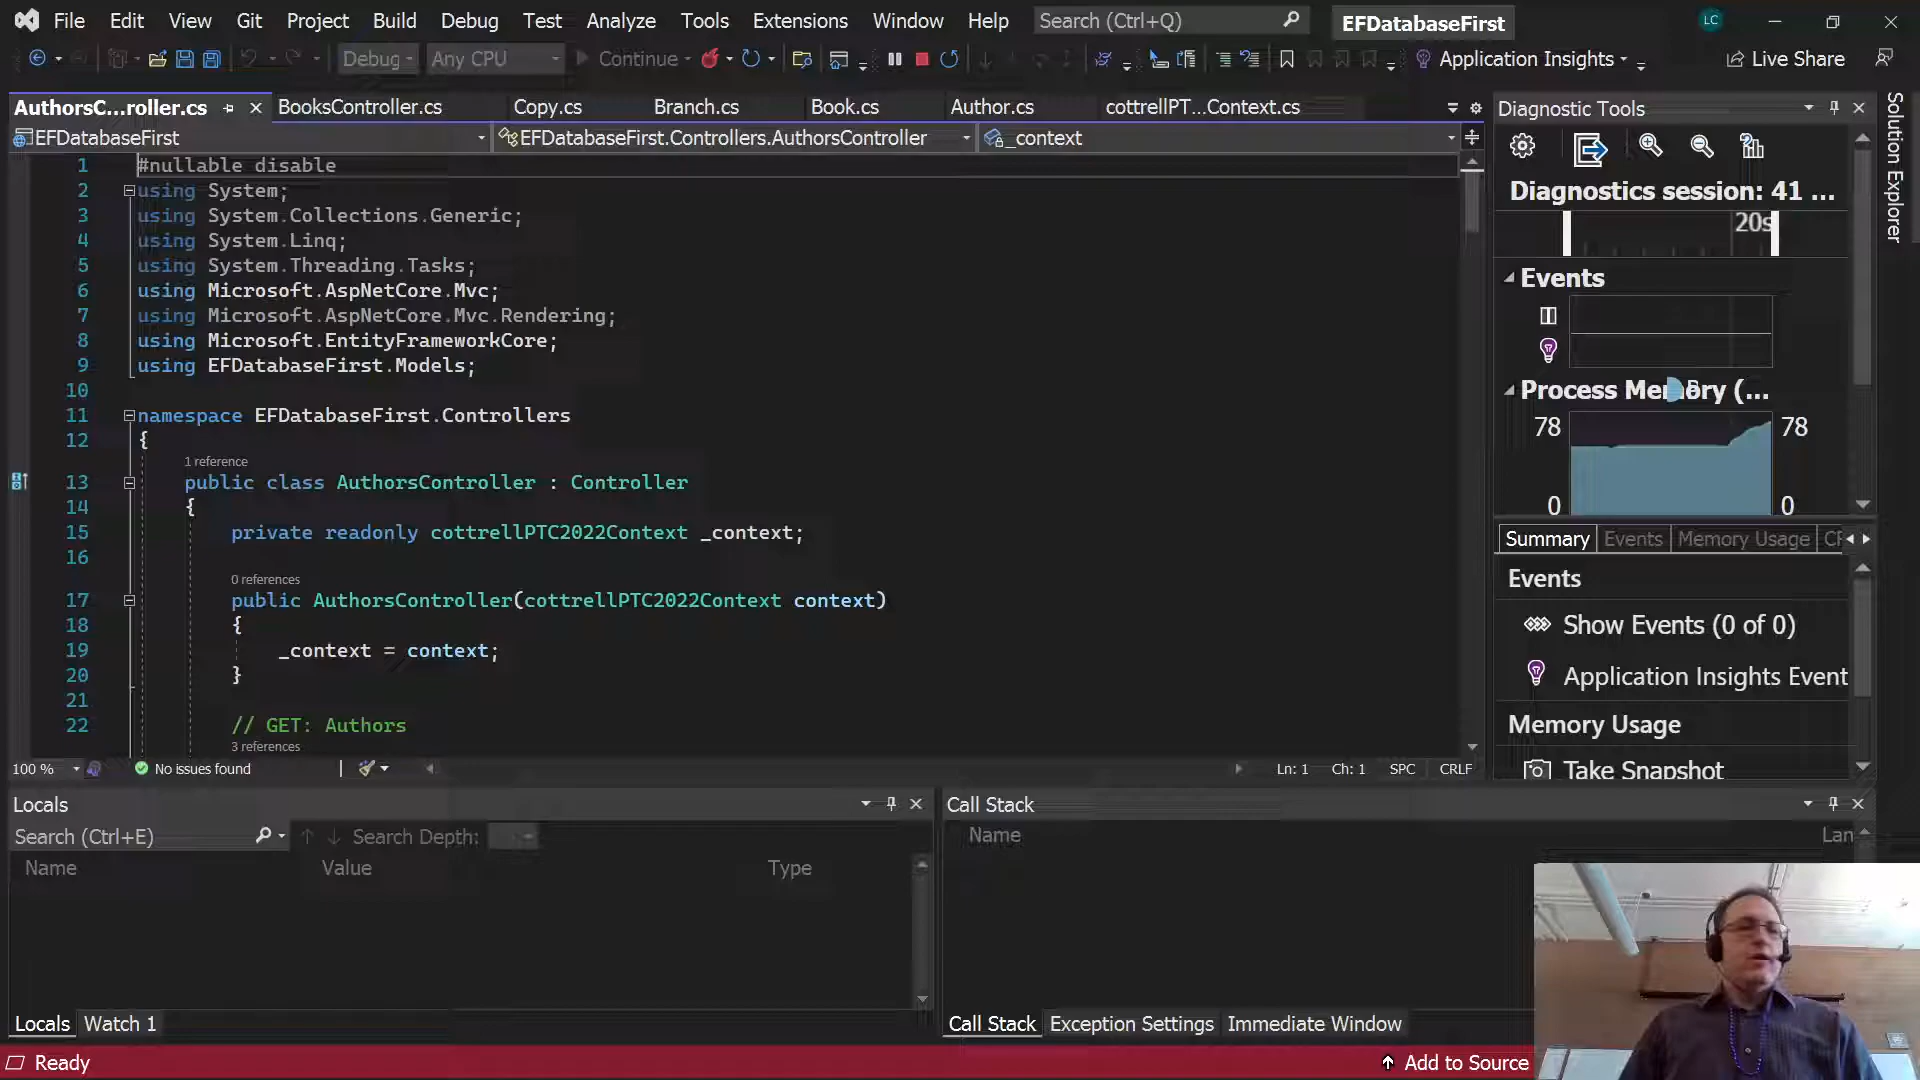 File Edit View Git Project Build Debug Test Analyze Tools Extensions Window Help Search (Ctrl+Q) EFDatabaseFirst LC
Debug Any CPU Continue Application Insights Live Share
AuthorsC...roller.cs BooksController.cs Copy.cs Branch.cs Book.cs Author.cs cottrellPT...Context.cs
EFDatabaseFirst EFDatabaseFirst.Controllers.AuthorsController _context
1 #nullable disable
2 using System;
3 using System.Collections.Generic;
4 using System.Linq;
5 using System.Threading.Tasks;
6 using Microsoft.AspNetCore.Mvc;
7 using Microsoft.AspNetCore.Mvc.Rendering;
8 using Microsoft.EntityFrameworkCore;
9 using EFDatabaseFirst.Models;
10
11 namespace EFDatabaseFirst.Controllers
12 {
1 reference
13 public class AuthorsController : Controller
14 {
15 private readonly cottrellPTC2022Context _context;
16
0 references
17 public AuthorsController(cottrellPTC2022Context context)
18 {
19 _context = context;
20 }
21
22 // GET: Authors
3 references
100 % No issues found Ln: 1 Ch: 1 SPC CRLF
Diagnostic Tools
Diagnostics session: 41 ...
20s
Events
Process Memory (...
78 78
0 0
Summary Events Memory Usage CP
Events
Show Events (0 of 0)
Application Insights Event
Memory Usage
Take Snapshot
Solution Explorer
Locals
Search (Ctrl+E) Search Depth:
Name Value Type
Locals Watch 1
Call Stack
Name Lan
Call Stack Exception Settings Immediate Window
Ready Add to Source